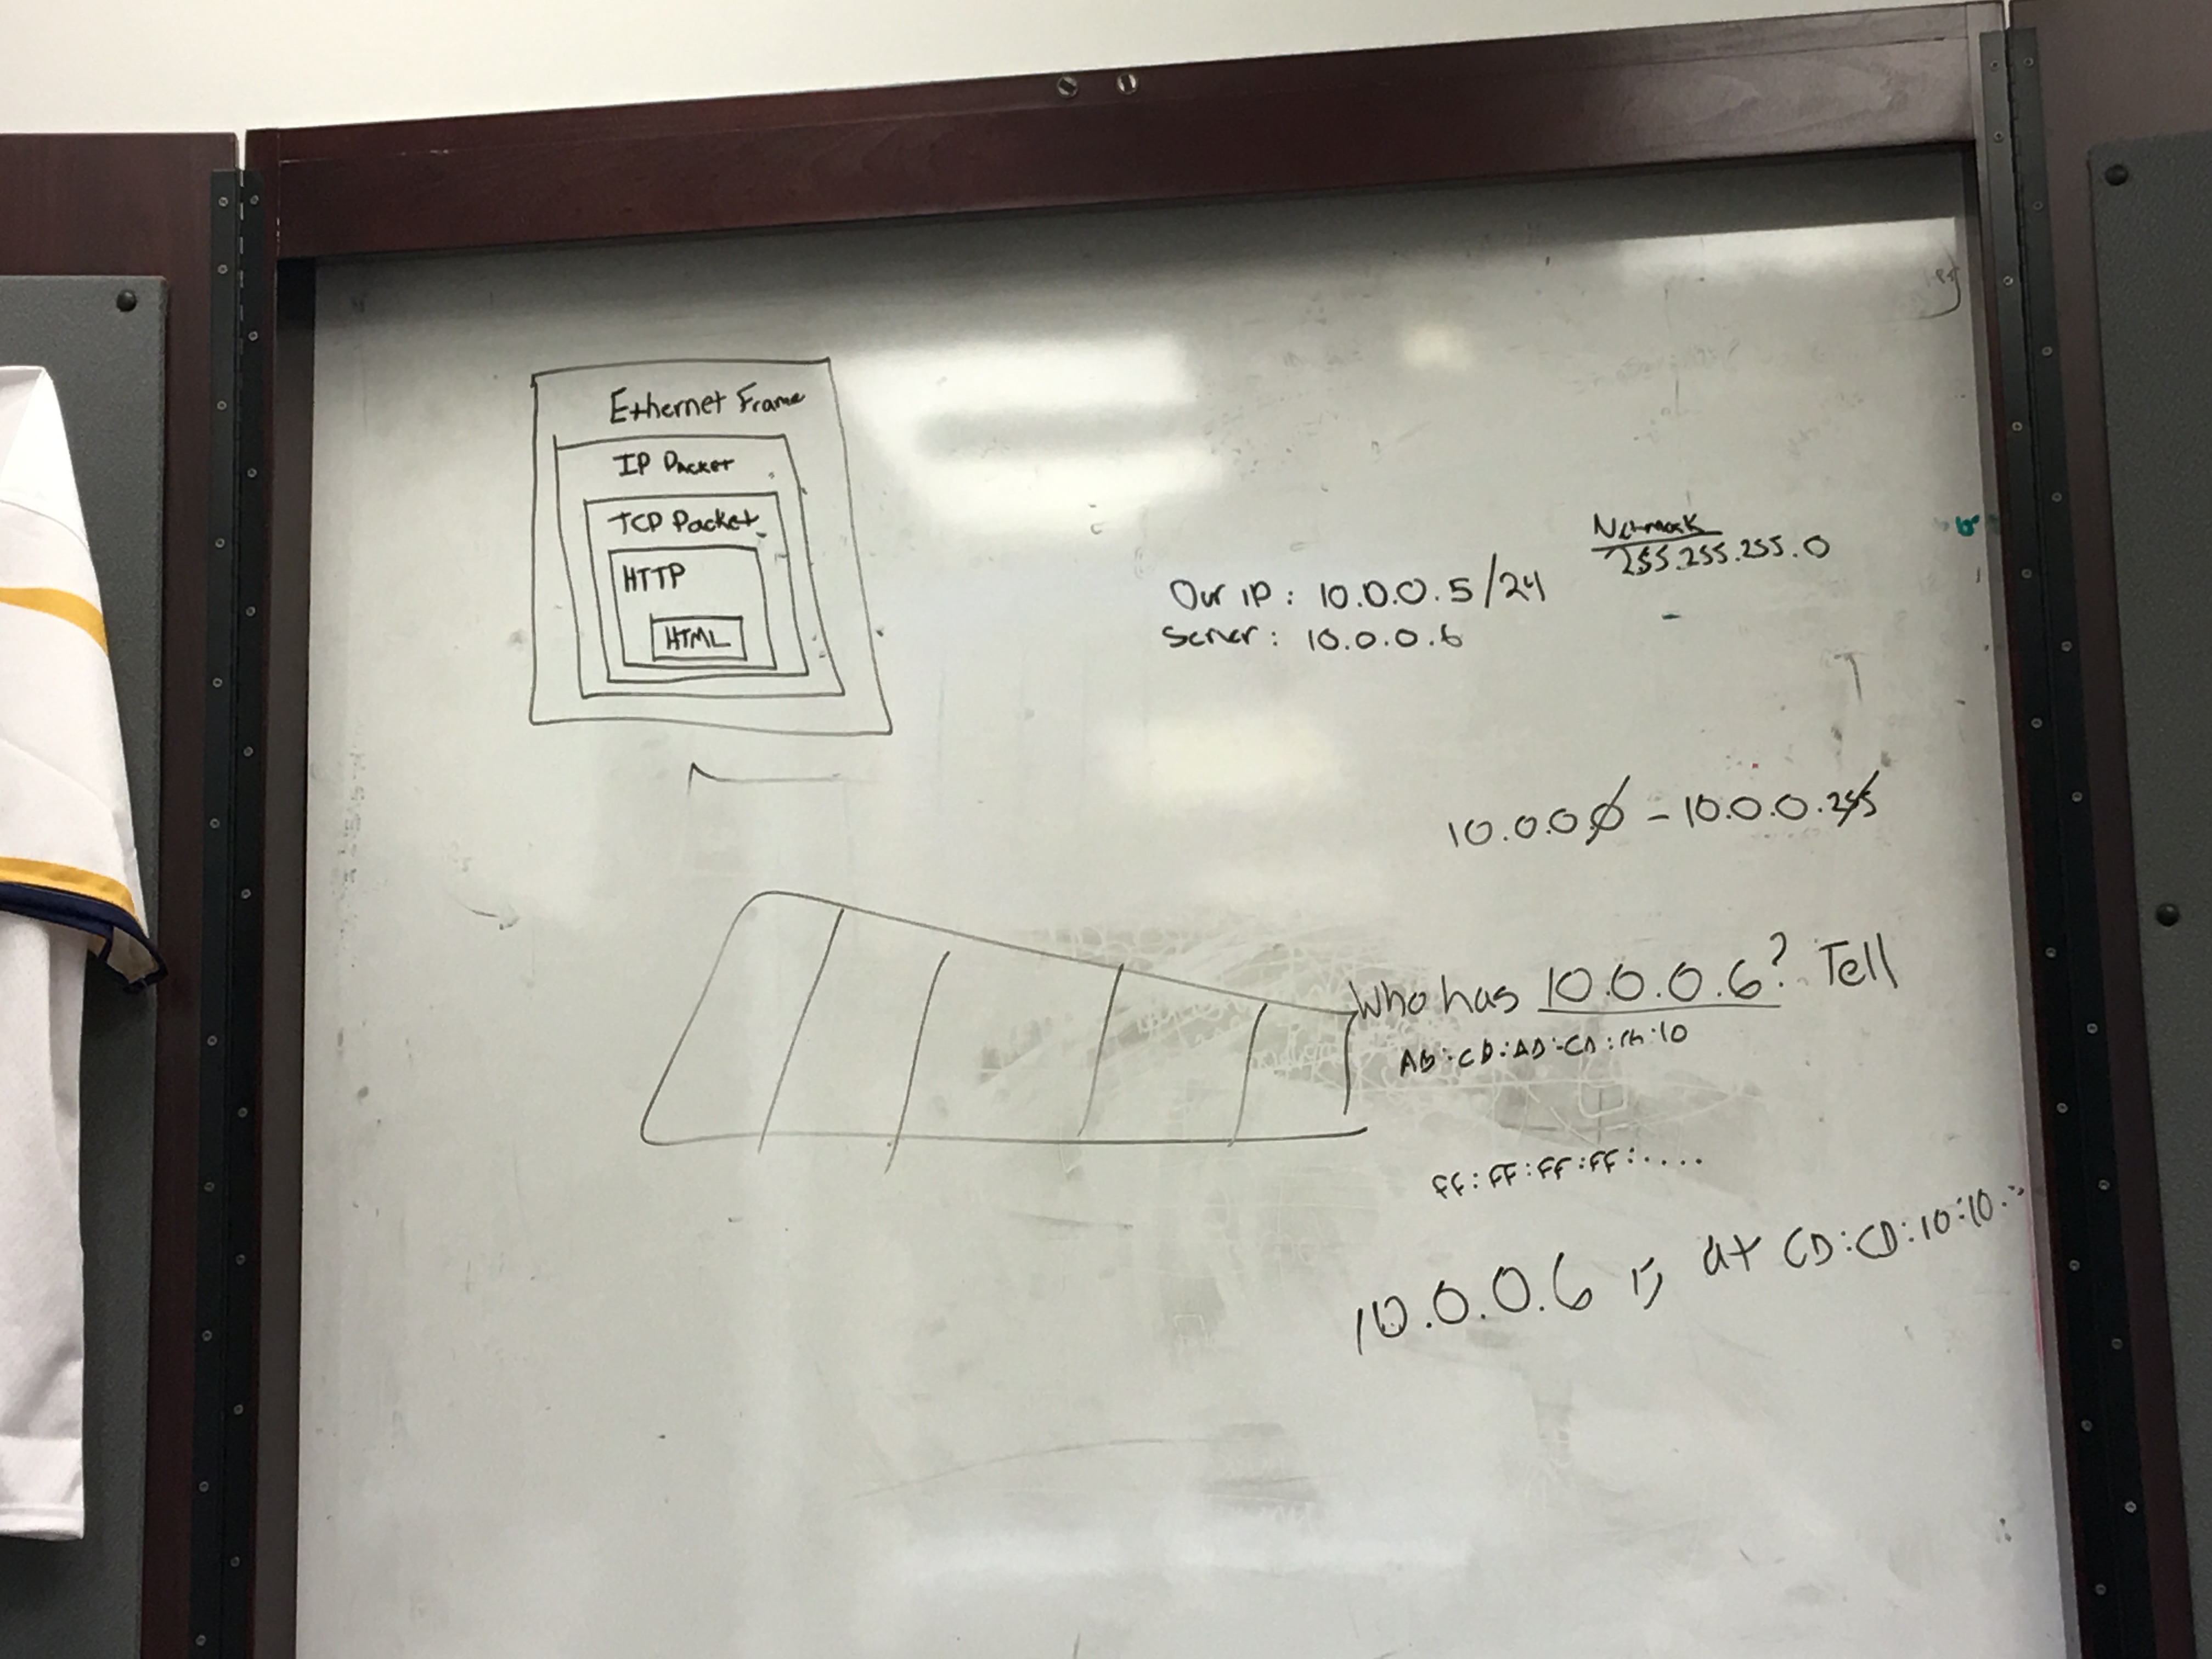 Ethernet Frame
IP Packet
TCP Packet
HTTP
HTML
Netmask
255.255.255.0
Our IP: 10.0.0.5/24
Server: 10.0.0.6
10.0.0.0 - 10.0.0.255
Who has 10.0.0.6? Tell
AB:CD:AD:CD: :10
FF:FF:FF:FF:....
10.0.0.6 is at CD:CD:10:10: